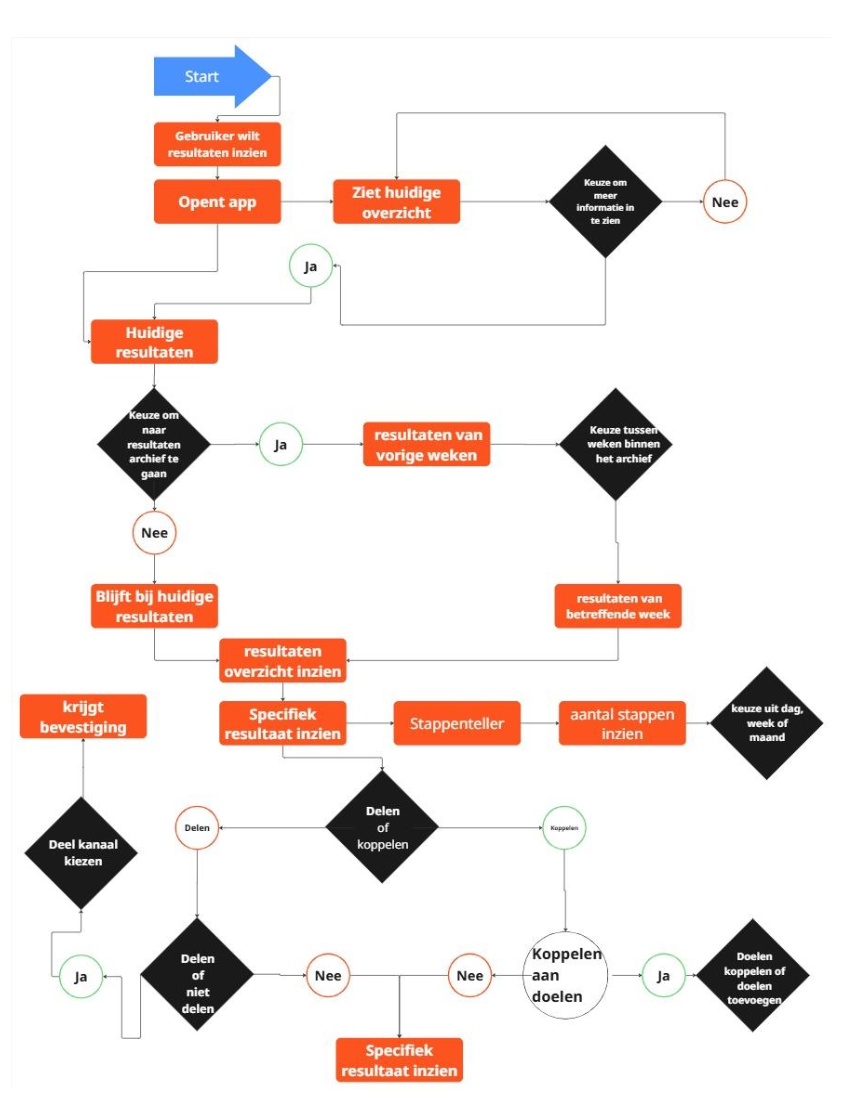 Start
Gebruiker wilt
resultaten inzien
Opent app
Ziet huidige
overzicht
Keuze om
meer
informatie in
te zien
Nee
Ja
Huidige
resultaten
Keuze om
naar
resultaten
archief te
gaan
Ja
resultaten van
vorige weken
Keuze tussen
weken binnen
het archief
Nee
Blijft bij huidige
resultaten
resultaten van
betreffende week
resultaten
overzicht inzien
krijgt
bevestiging
Specifiek
resultaat inzien
Stappenteller
aantal stappen
inzien
keuze uit dag,
week of
maand
Deel kanaal
kiezen
Delen
Delen
of
koppelen
Koppelen
Ja
Delen
of
niet
delen
Nee
Nee
Koppelen
aan
doelen
Ja
Doelen
koppelen of
doelen
toevoegen
Specifiek
resultaat inzien